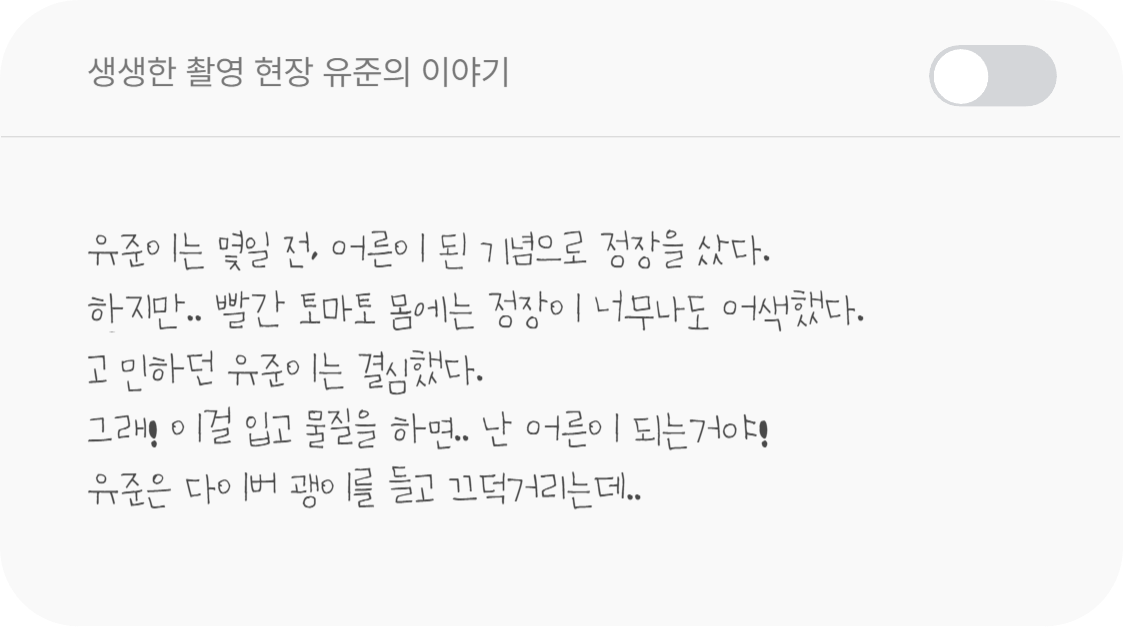 생생한 촬영 현장 유준의 이야기
유준이는 몇일 전, 어른이 된 기념으로 정장을 샀다.
하지만.. 빨간 토마토 몸에는 정장이 너무나도 어색했다.
고민하던 유준이는 결심했다.
그래! 이걸 입고 물질을 하면.. 난 어른이 되는거야!
유준은 다이버 괭이를 들고 끄덕거리는데..